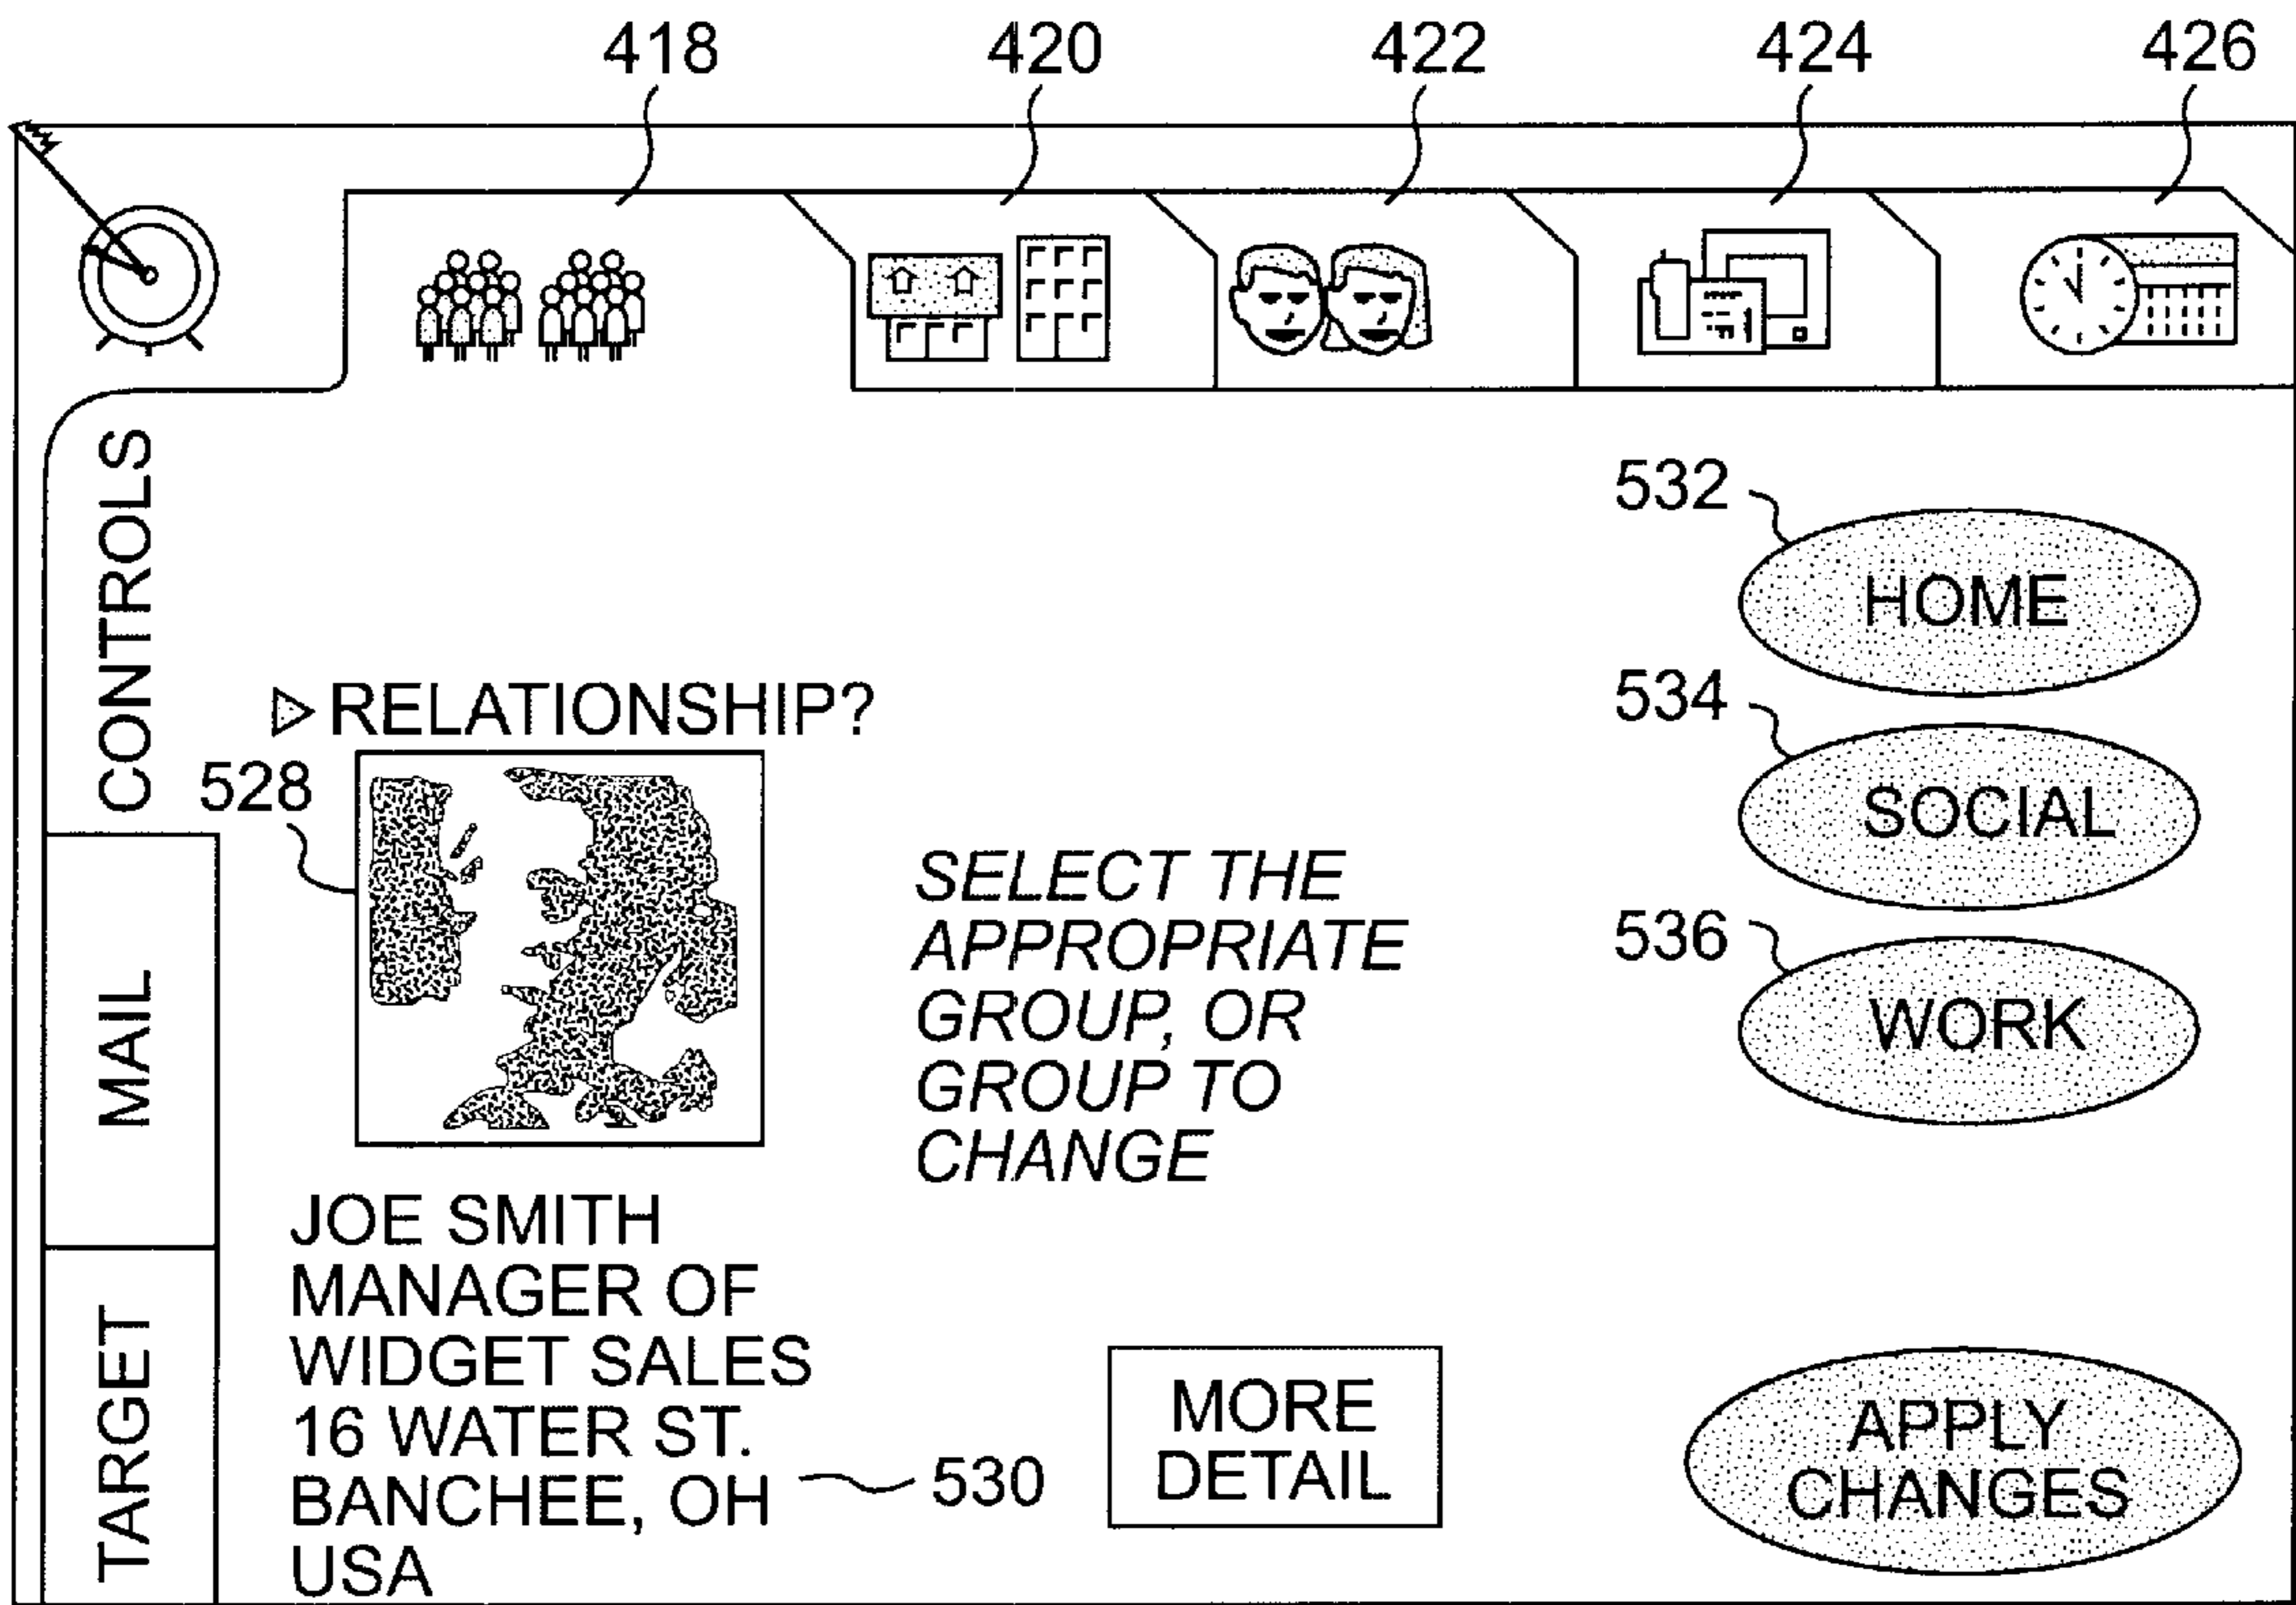 418 420 422 424 426
CONTROLS
MAIL
TARGET
532
HOME
534
SOCIAL
536
WORK
RELATIONSHIP?
528
SELECT THE
APPROPRIATE
GROUP, OR
GROUP TO
CHANGE
JOE SMITH
MANAGER OF
WIDGET SALES
16 WATER ST.
BANCHEE, OH
USA
530
MORE
DETAIL
APPLY
CHANGES